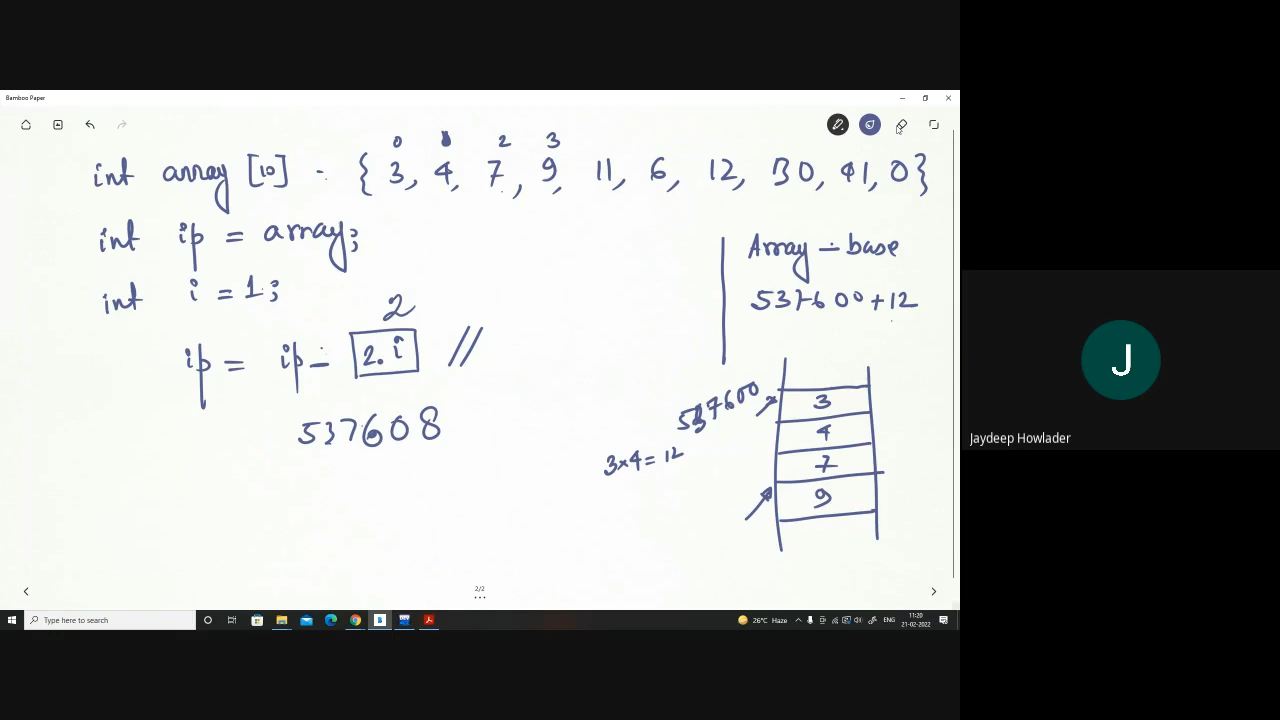 Bamboo Paper
0 1 2 3
int array [10] - { 3, 4, 7, 9, 11, 6, 12, 30, 41, 0 }
int ip = array;
int i = 1;
2
ip = ip - 2. i //
537608
Array - base
537600+12
537600
3×4 = 12
3
4
7
9
J
Jaydeep Howlader
2/2
Type here to search
26°C Haze
ENG
11:20
21-02-2022